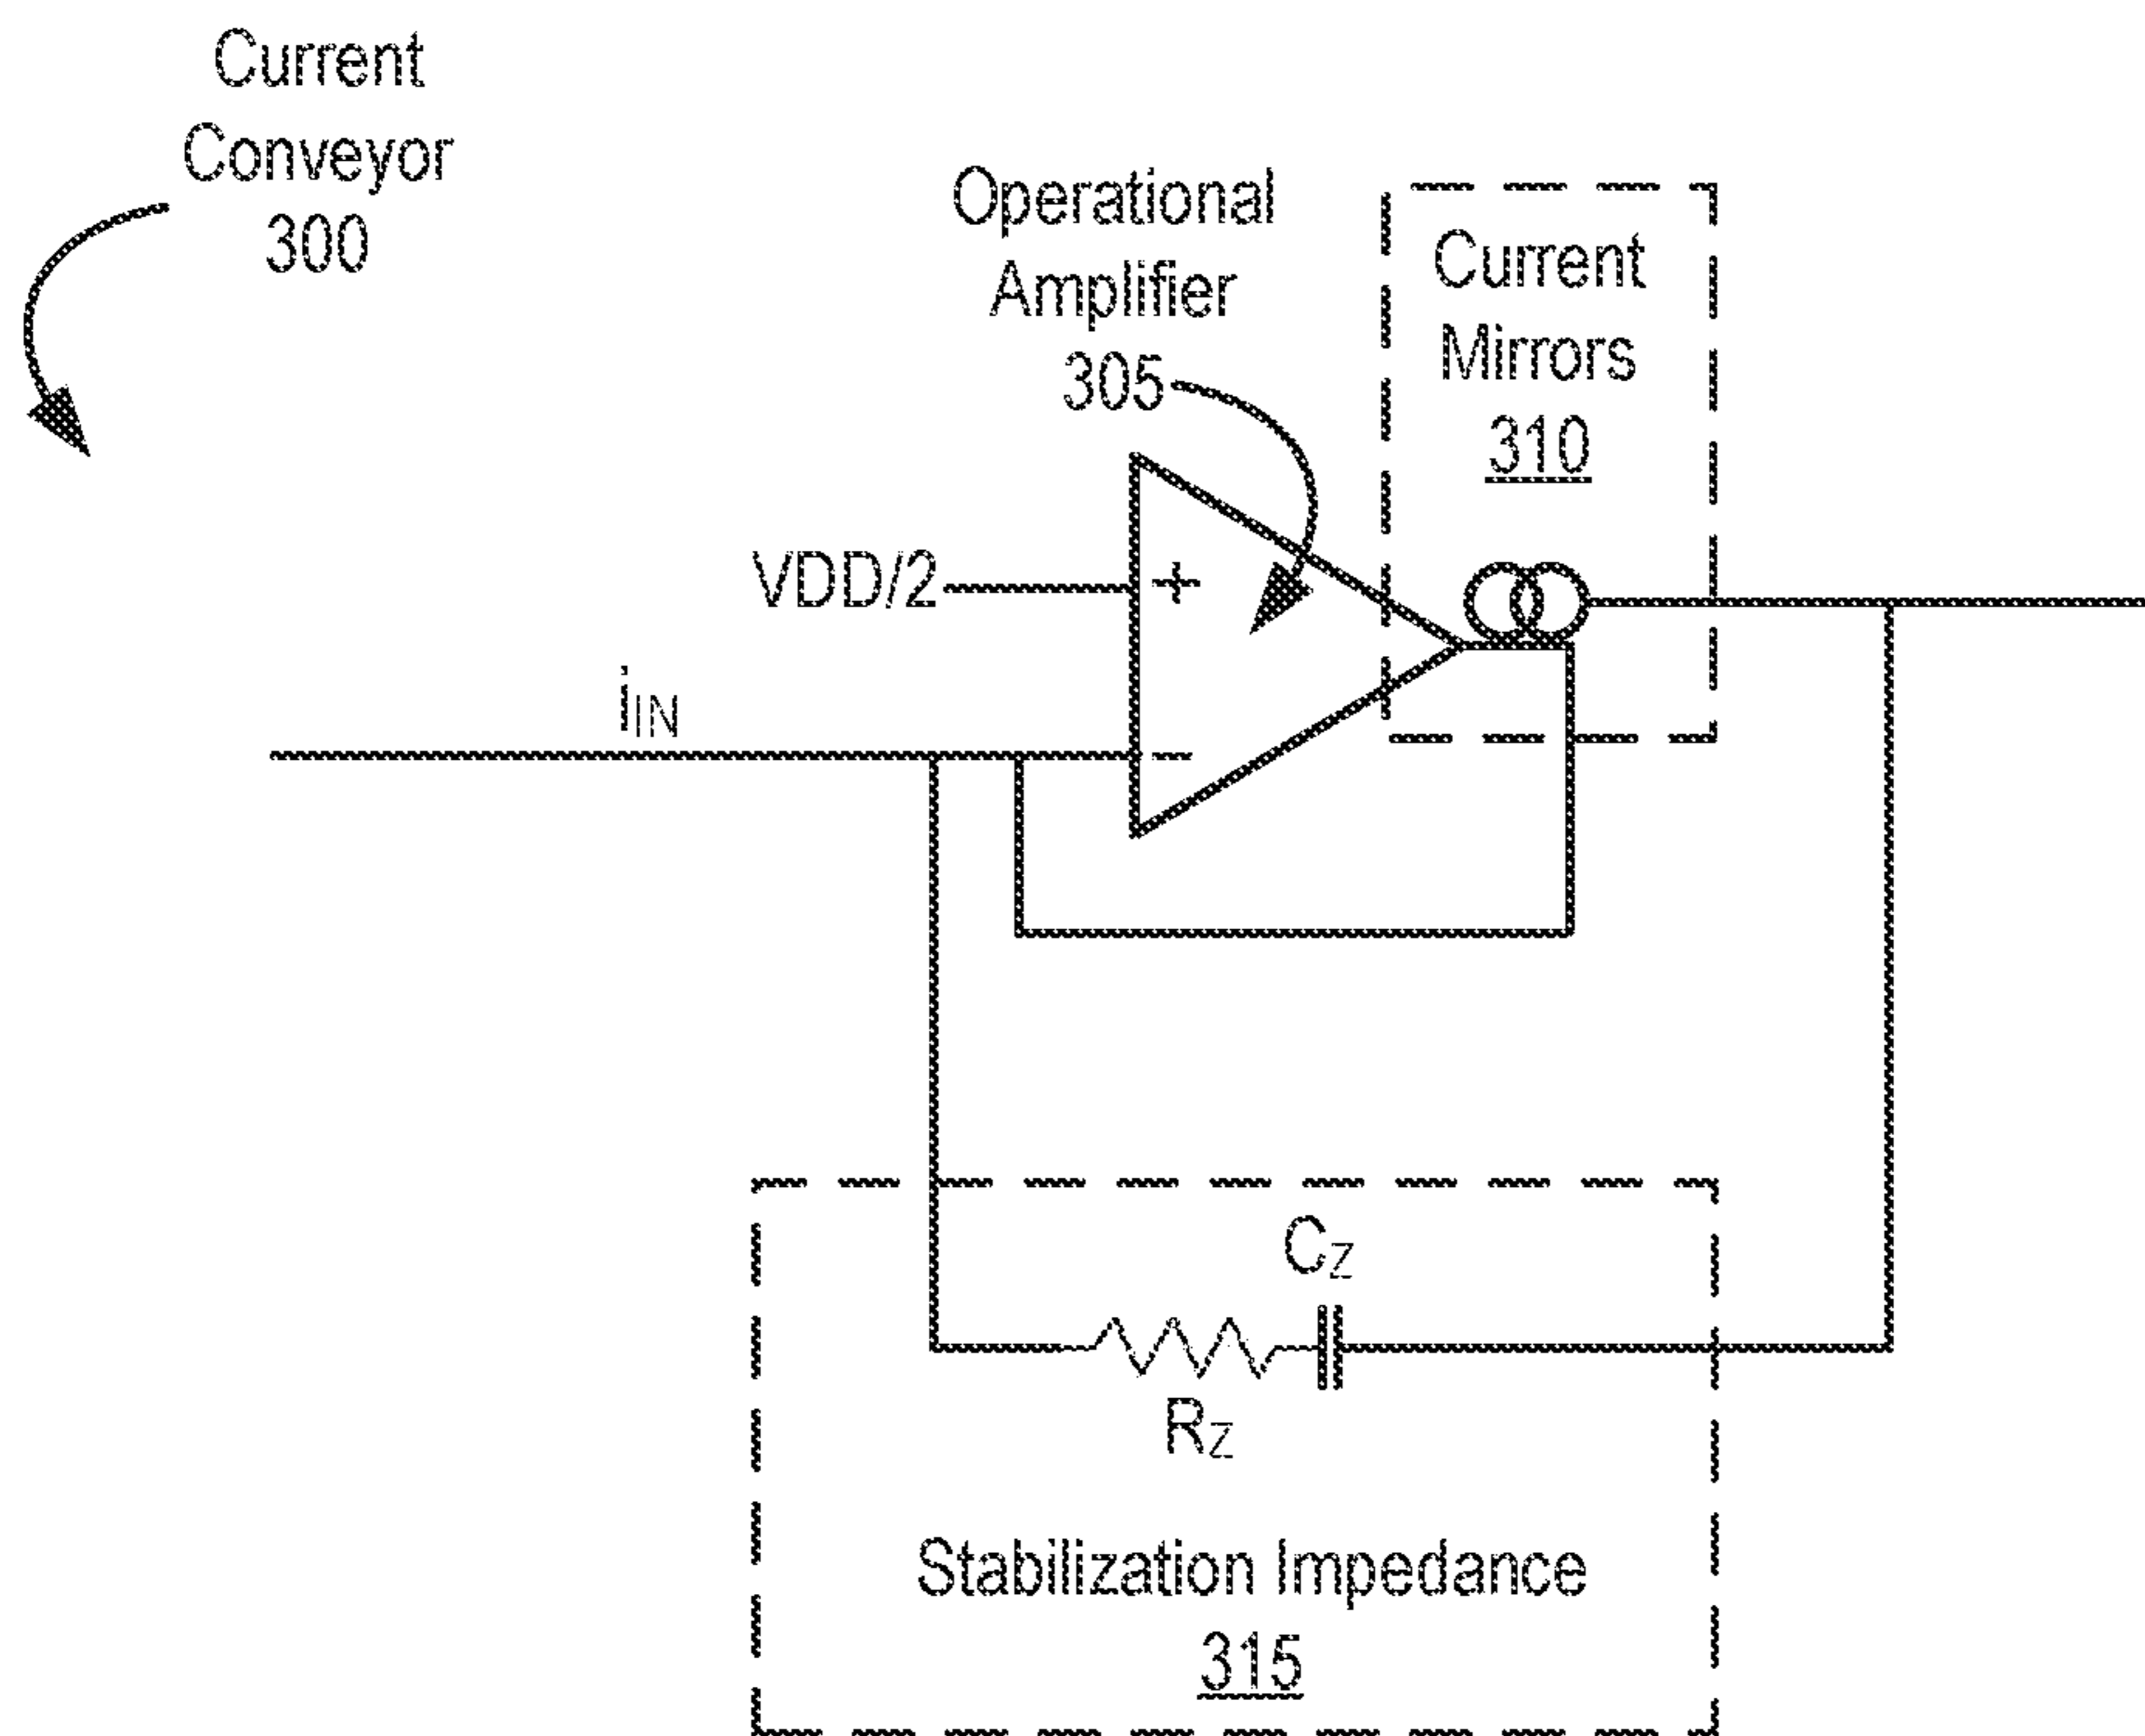 Current
Conveyor
300
Operational
Amplifier
305
Current
Mirrors
310
VDD/2
+
iIN
−
CZ
RZ
Stabilization Impedance
315